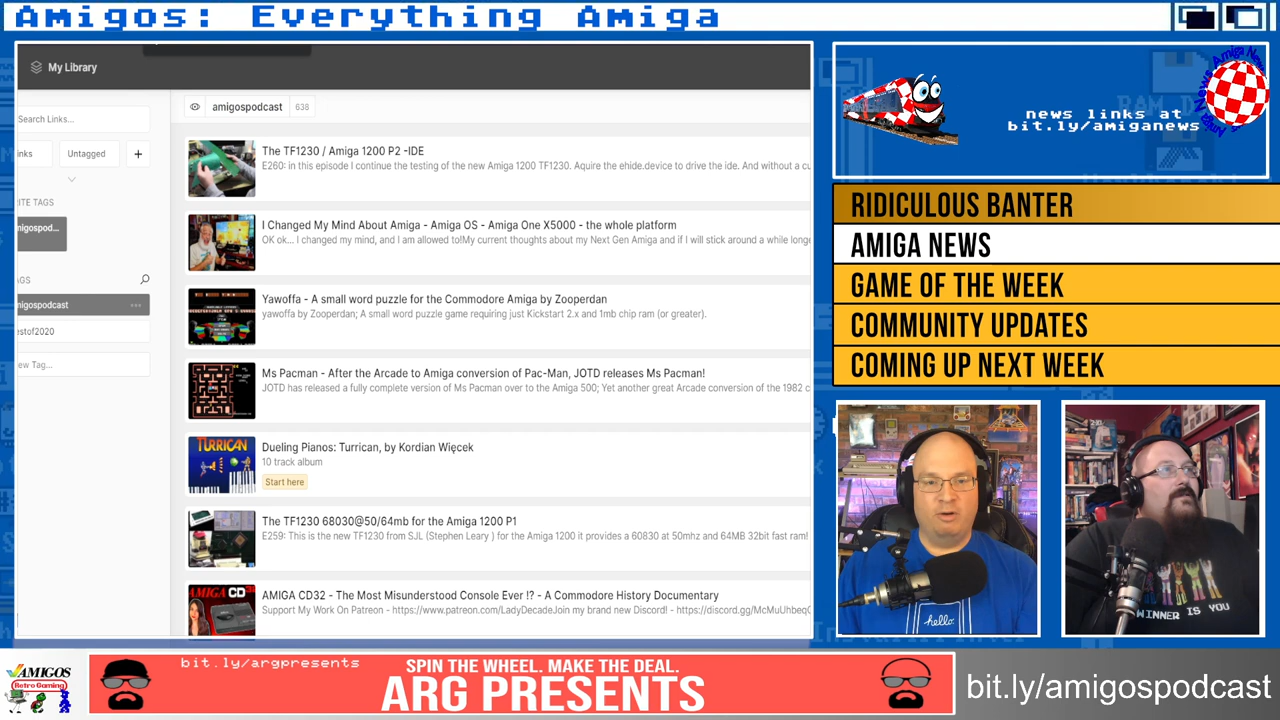 Amigos: Everything Amiga
My Library
Search Links...
inks
Untagged
+
RITE TAGS
migospod...
AGS
migospodcast
estof2020
ew Tag...
amigospodcast 638
The TF1230 / Amiga 1200 P2 -IDE
E260: in this episode I continue the testing of the new Amiga 1200 TF1230. Aquire the ehide.device to drive the ide. And without a cu
I Changed My Mind About Amiga - Amiga OS - Amiga One X5000 - the whole platform
OK ok... I changed my mind, and I am allowed to!My current thoughts about my Next Gen Amiga and if I will stick around a while longe
Yawoffa - A small word puzzle for the Commodore Amiga by Zooperdan
yawoffa by Zooperdan; A small word puzzle game requiring just Kickstart 2.x and 1mb chip ram (or greater).
Ms Pacman - After the Arcade to Amiga conversion of Pac-Man, JOTD releases Ms Pacman!
JOTD has released a fully complete version of Ms Pacman over to the Amiga 500; Yet another great Arcade conversion of the 1982 c
TURRICAN
Dueling Pianos: Turrican, by Kordian Więcek
10 track album
Start here
The TF1230 68030@50/64mb for the Amiga 1200 P1
E259: This is the new TF1230 from SJL (Stephen Leary ) for the Amiga 1200 it provides a 60830 at 50mhz and 64MB 32bit fast ram!
AMIGA CD32
AMIGA CD32 - The Most Misunderstood Console Ever !? - A Commodore History Documentary
Support My Work On Patreon - https://www.patreon.com/LadyDecadeJoin my brand new Discord! - https://discord.gg/McMuUhbeqC
news links at
bit.ly/amiganews
Amiga News
RIDICULOUS BANTER
AMIGA NEWS
GAME OF THE WEEK
COMMUNITY UPDATES
COMING UP NEXT WEEK
hello.
WINNER IS YOU
AMIGOS
Retro Gaming
bit.ly/argpresents
SPIN THE WHEEL. MAKE THE DEAL.
ARG PRESENTS
bit.ly/amigospodcast